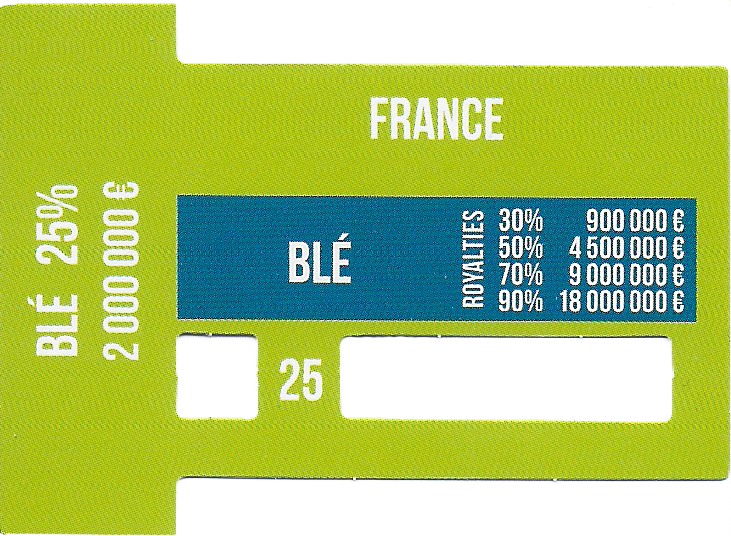 BLÉ 25%
2 000 000 €
FRANCE
BLÉ
ROYALTIES
30% 900 000 €
50% 4 500 000 €
70% 9 000 000 €
90% 18 000 000 €
25